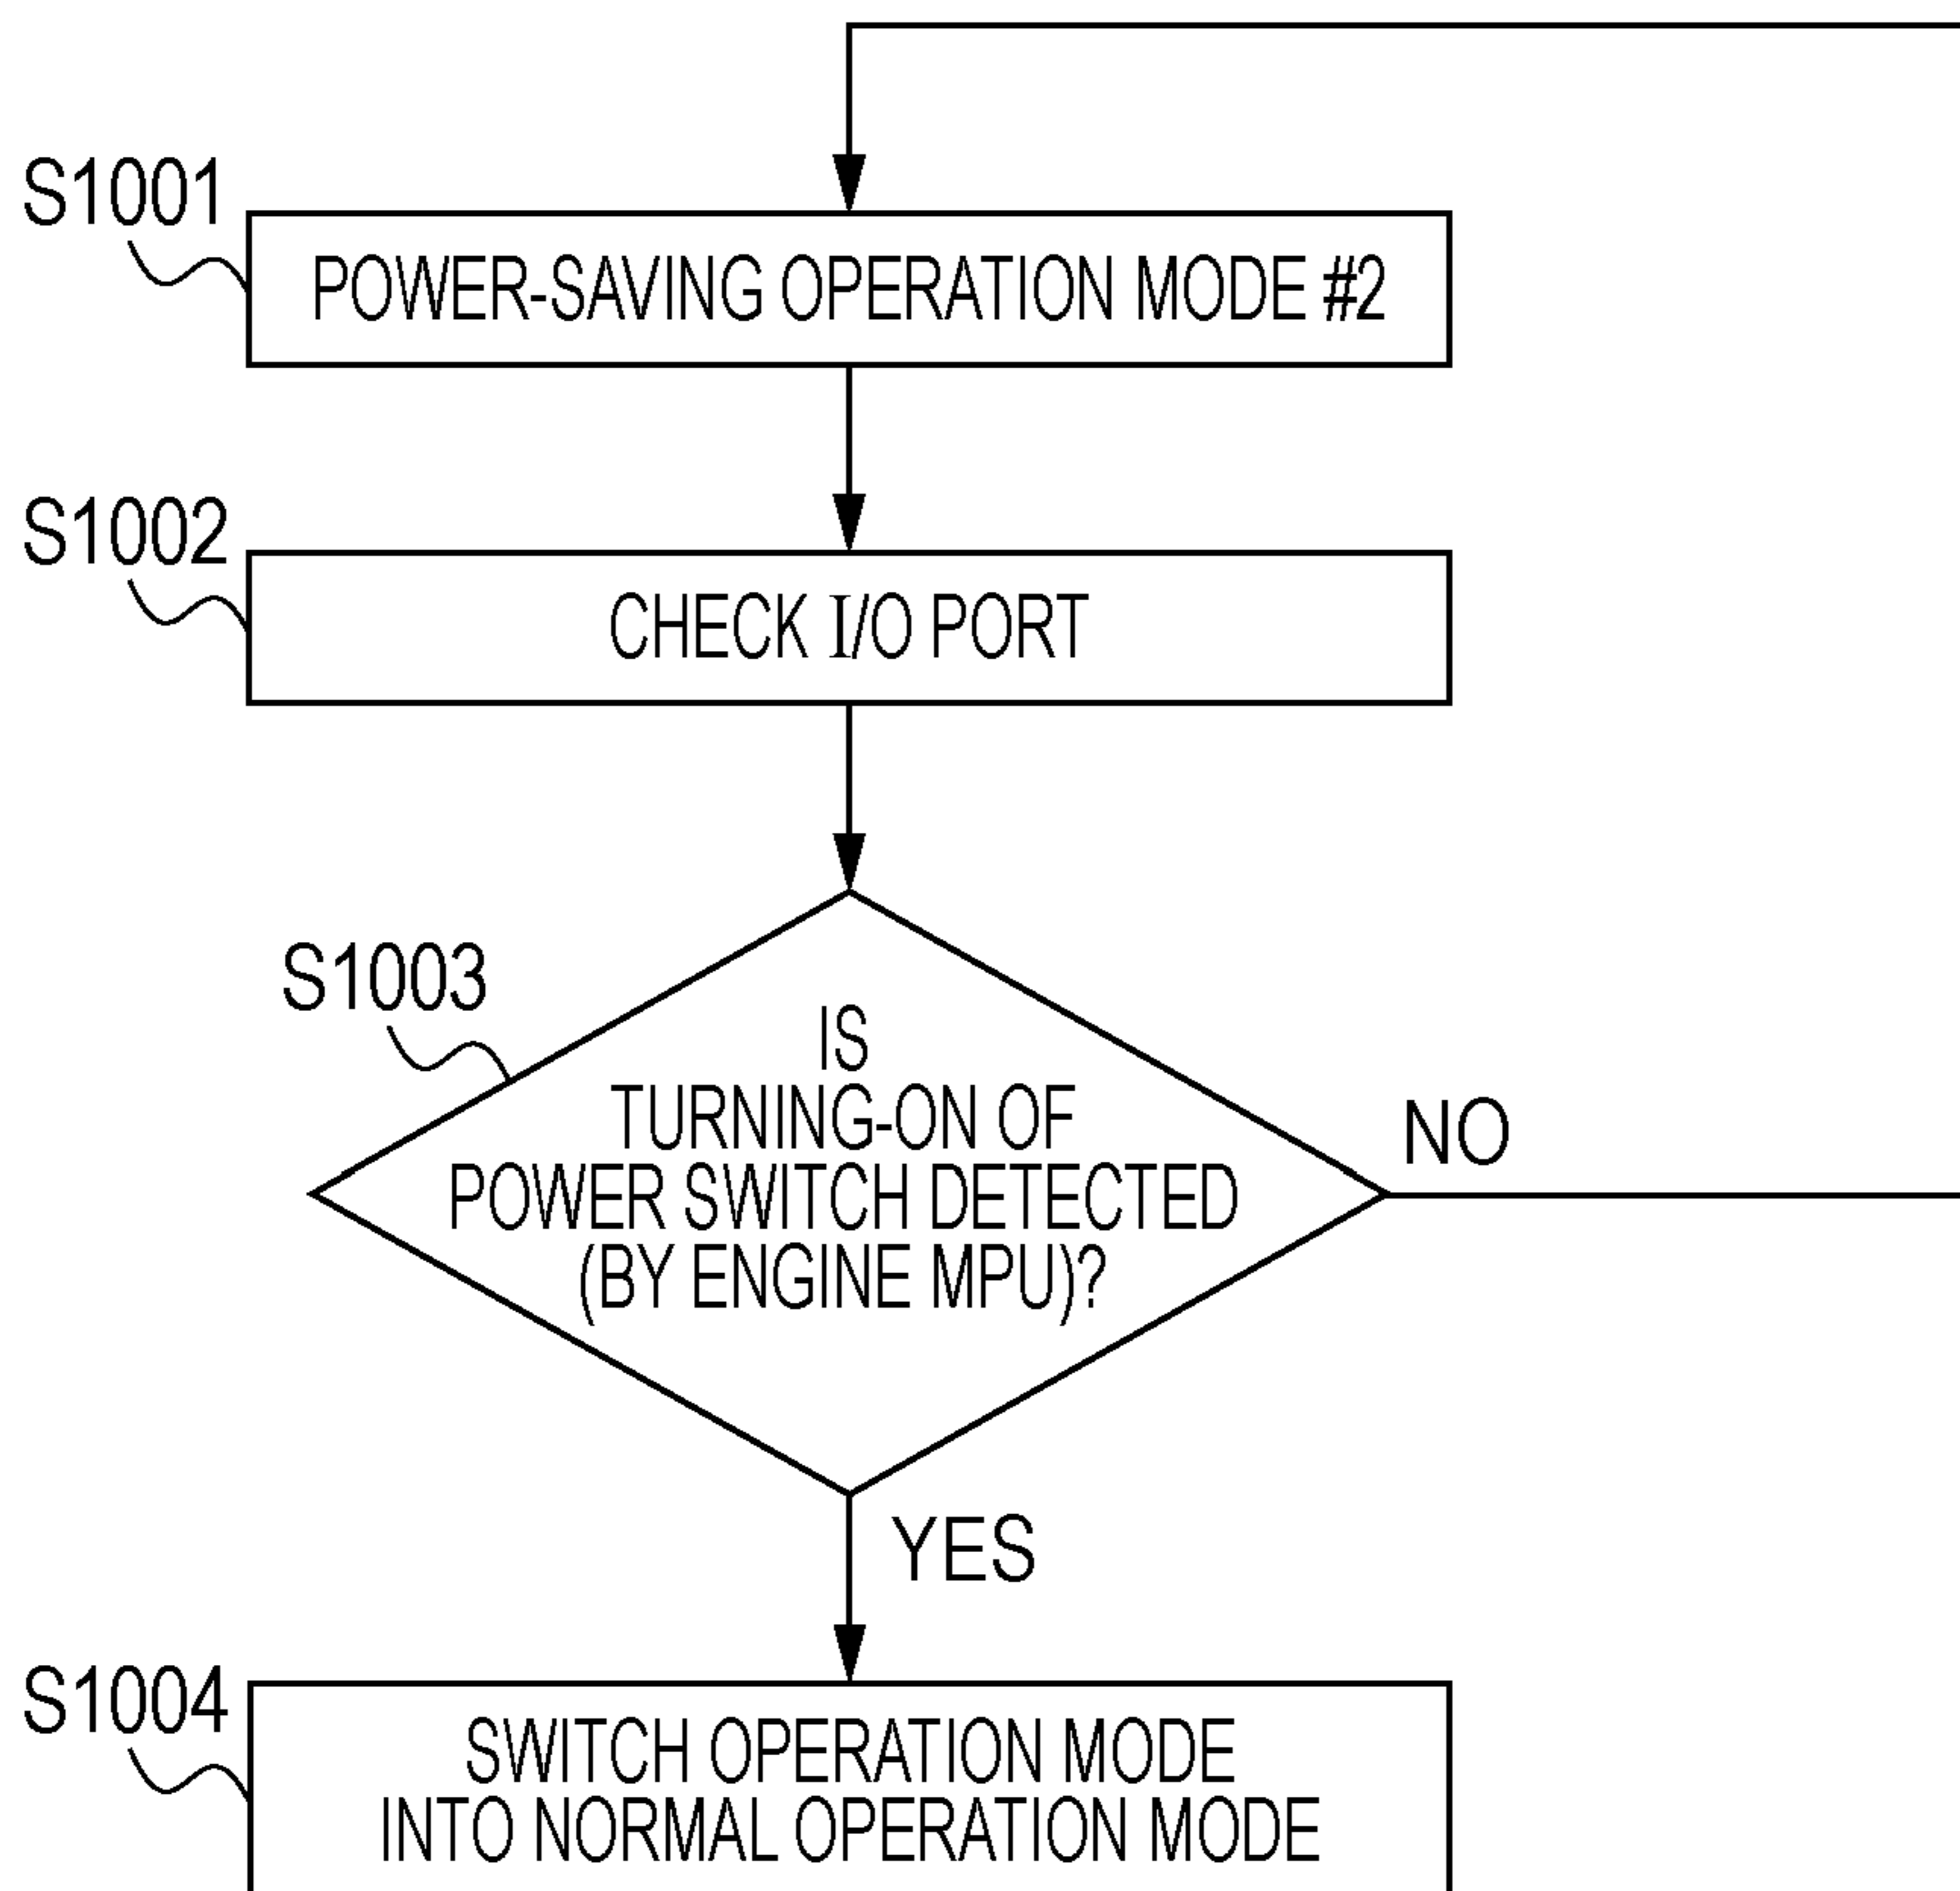 S1001
POWER-SAVING OPERATION MODE #2
S1002
CHECK I/O PORT
S1003
IS
TURNING-ON OF
POWER SWITCH DETECTED
(BY ENGINE MPU)?
NO
YES
S1004
SWITCH OPERATION MODE
INTO NORMAL OPERATION MODE